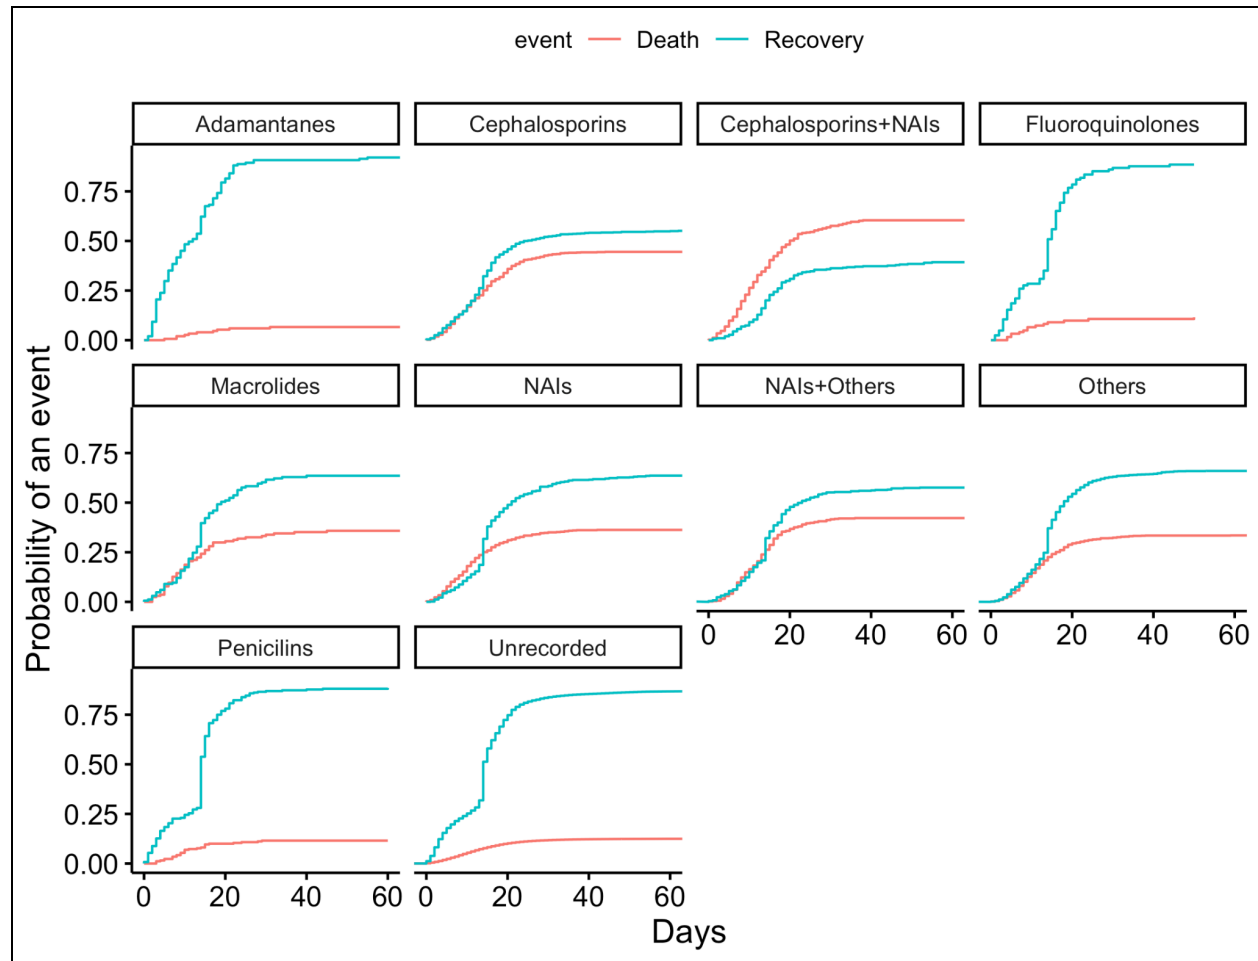 event Death Recovery
Adamantanes Cephalosporins Cephalosporins+NAIs Fluoroquinolones
0.75
0.50
0.25
0.00
Macrolides NAIs NAIs+Others Others
0.75
0.50
0.25
0.00
0 20 40 60 0 20 40 60
Penicilins Unrecorded
0.75
0.50
0.25
0.00
0 20 40 60 0 20 40 60
Days
Probability of an event